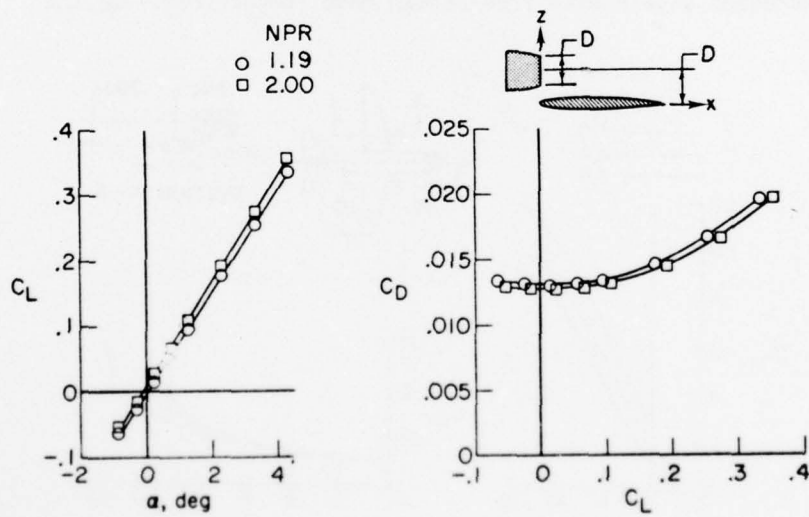 NPR
○ 1.19
□ 2.00
z
D
D
x
.4
.3
.2
.1
0
-.1
C_L
-2
0
2
4
α, deg
.025
.020
.015
.010
.005
0
C_D
-.1
0
.1
.2
.3
.4
C_L